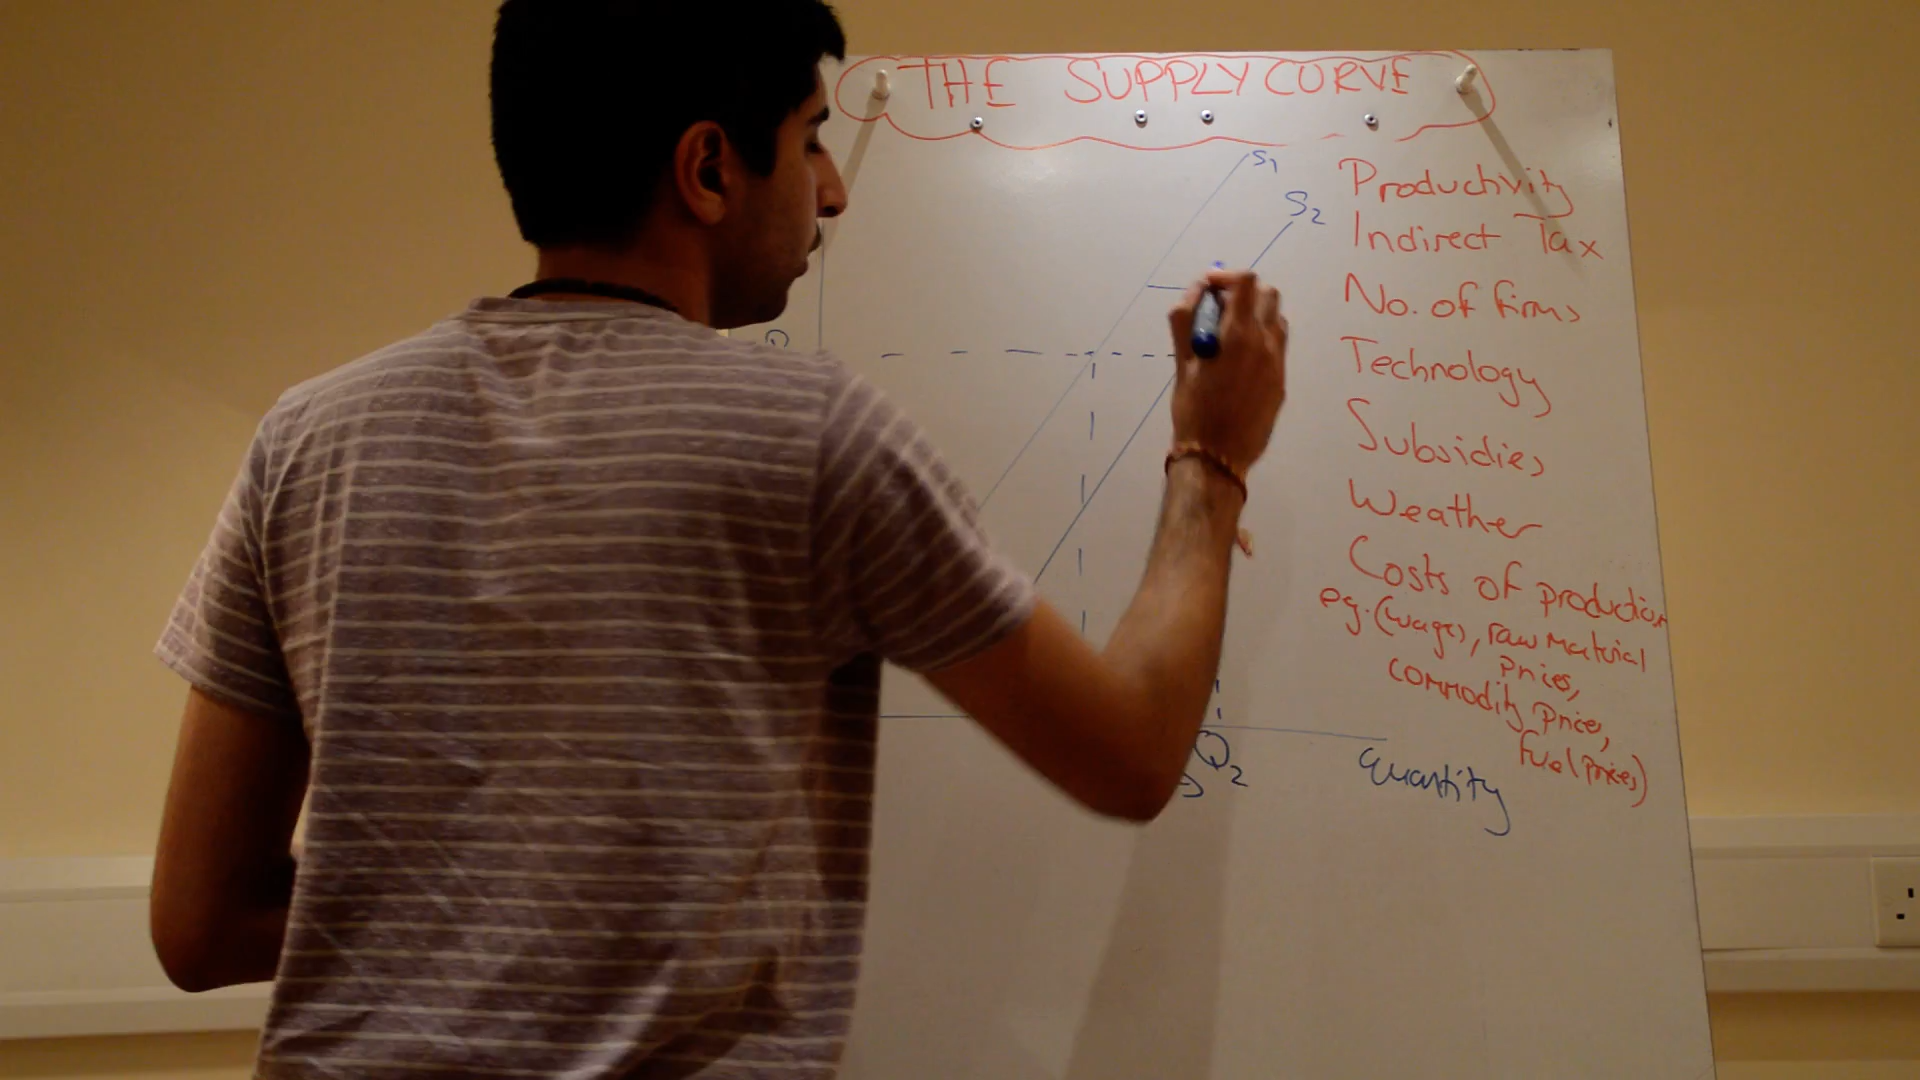 THE SUPPLY CURVE
S1
S2
Productivity
Indirect Tax
No. of firms
Technology
Subsidies
Weather
Costs of production
eg. (wages, raw material
prices,
commodity prices,
fuel prices)
Q2
Quantity